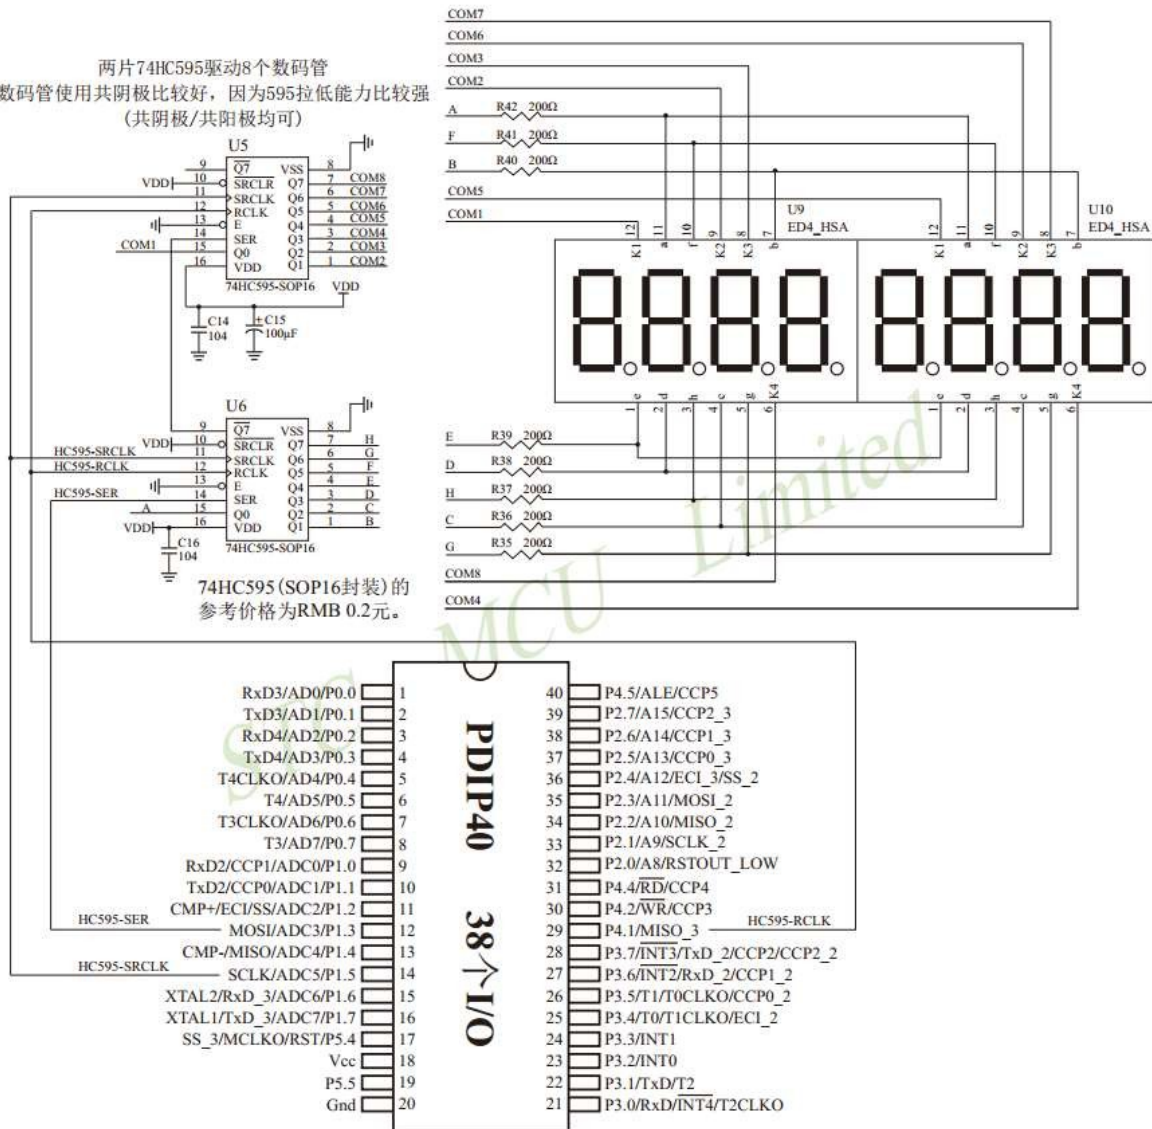 COM7
COM6
COM3
COM2
两片74HC595驱动8个数码管
数码管使用共阴极比较好，因为595拉低能力比较强
(共阴极/共阳极均可)
A R42 200Ω
F R41 200Ω
B R40 200Ω
COM5
COM1
U5
9 Q7 VSS 8
VDD 10 SRCLR Q7 7 COM8
11 SRCLK Q6 6 COM7
12 RCLK Q5 5 COM6
13 E Q4 4 COM5
14 SER Q3 3 COM4
COM1 15 Q0 Q2 2 COM3
16 VDD Q1 1 COM2
74HC595-SOP16
VDD
C14
104
C15
100μF
+
U9
ED4_HSA
U10
ED4_HSA
12 11 10 9 8 7
K1 a f K2 K3 b
12 11 10 9 8 7
K1 a f K2 K3 b
e d h c g K4
1 2 3 4 5 6
e d h c g K4
1 2 3 4 5 6
U6
9 Q7 VSS 8
VDD 10 SRCLR Q7 7 H
HC595-SRCLK 11 SRCLK Q6 6 G
HC595-RCLK 12 RCLK Q5 5 F
13 E Q4 4 E
HC595-SER 14 SER Q3 3 D
A 15 Q0 Q2 2 C
VDD 16 VDD Q1 1 B
74HC595-SOP16
C16
104
E R39 200Ω
D R38 200Ω
H R37 200Ω
C R36 200Ω
G R35 200Ω
COM8
COM4
74HC595(SOP16封装)的
参考价格为RMB 0.2元。
STC MCU Limited
RxD3/AD0/P0.0 1 40 P4.5/ALE/CCP5
TxD3/AD1/P0.1 2 39 P2.7/A15/CCP2_3
RxD4/AD2/P0.2 3 38 P2.6/A14/CCP1_3
TxD4/AD3/P0.3 4 37 P2.5/A13/CCP0_3
T4CLKO/AD4/P0.4 5 36 P2.4/A12/ECI_3/SS_2
T4/AD5/P0.5 6 35 P2.3/A11/MOSI_2
T3CLKO/AD6/P0.6 7 34 P2.2/A10/MISO_2
T3/AD7/P0.7 8 33 P2.1/A9/SCLK_2
RxD2/CCP1/ADC0/P1.0 9 32 P2.0/A8/RSTOUT_LOW
TxD2/CCP0/ADC1/P1.1 10 31 P4.4/RD/CCP4
CMP+/ECI/SS/ADC2/P1.2 11 30 P4.2/WR/CCP3
HC595-SER MOSI/ADC3/P1.3 12 29 P4.1/MISO_3 HC595-RCLK
CMP-/MISO/ADC4/P1.4 13 28 P3.7/INT3/TxD_2/CCP2/CCP2_2
HC595-SRCLK SCLK/ADC5/P1.5 14 27 P3.6/INT2/RxD_2/CCP1_2
XTAL2/RxD_3/ADC6/P1.6 15 26 P3.5/T1/T0CLKO/CCP0_2
XTAL1/TxD_3/ADC7/P1.7 16 25 P3.4/T0/T1CLKO/ECI_2
SS_3/MCLKO/RST/P5.4 17 24 P3.3/INT1
Vcc 18 23 P3.2/INT0
P5.5 19 22 P3.1/TxD/T2
Gnd 20 21 P3.0/RxD/INT4/T2CLKO
PDIP40 38个I/O